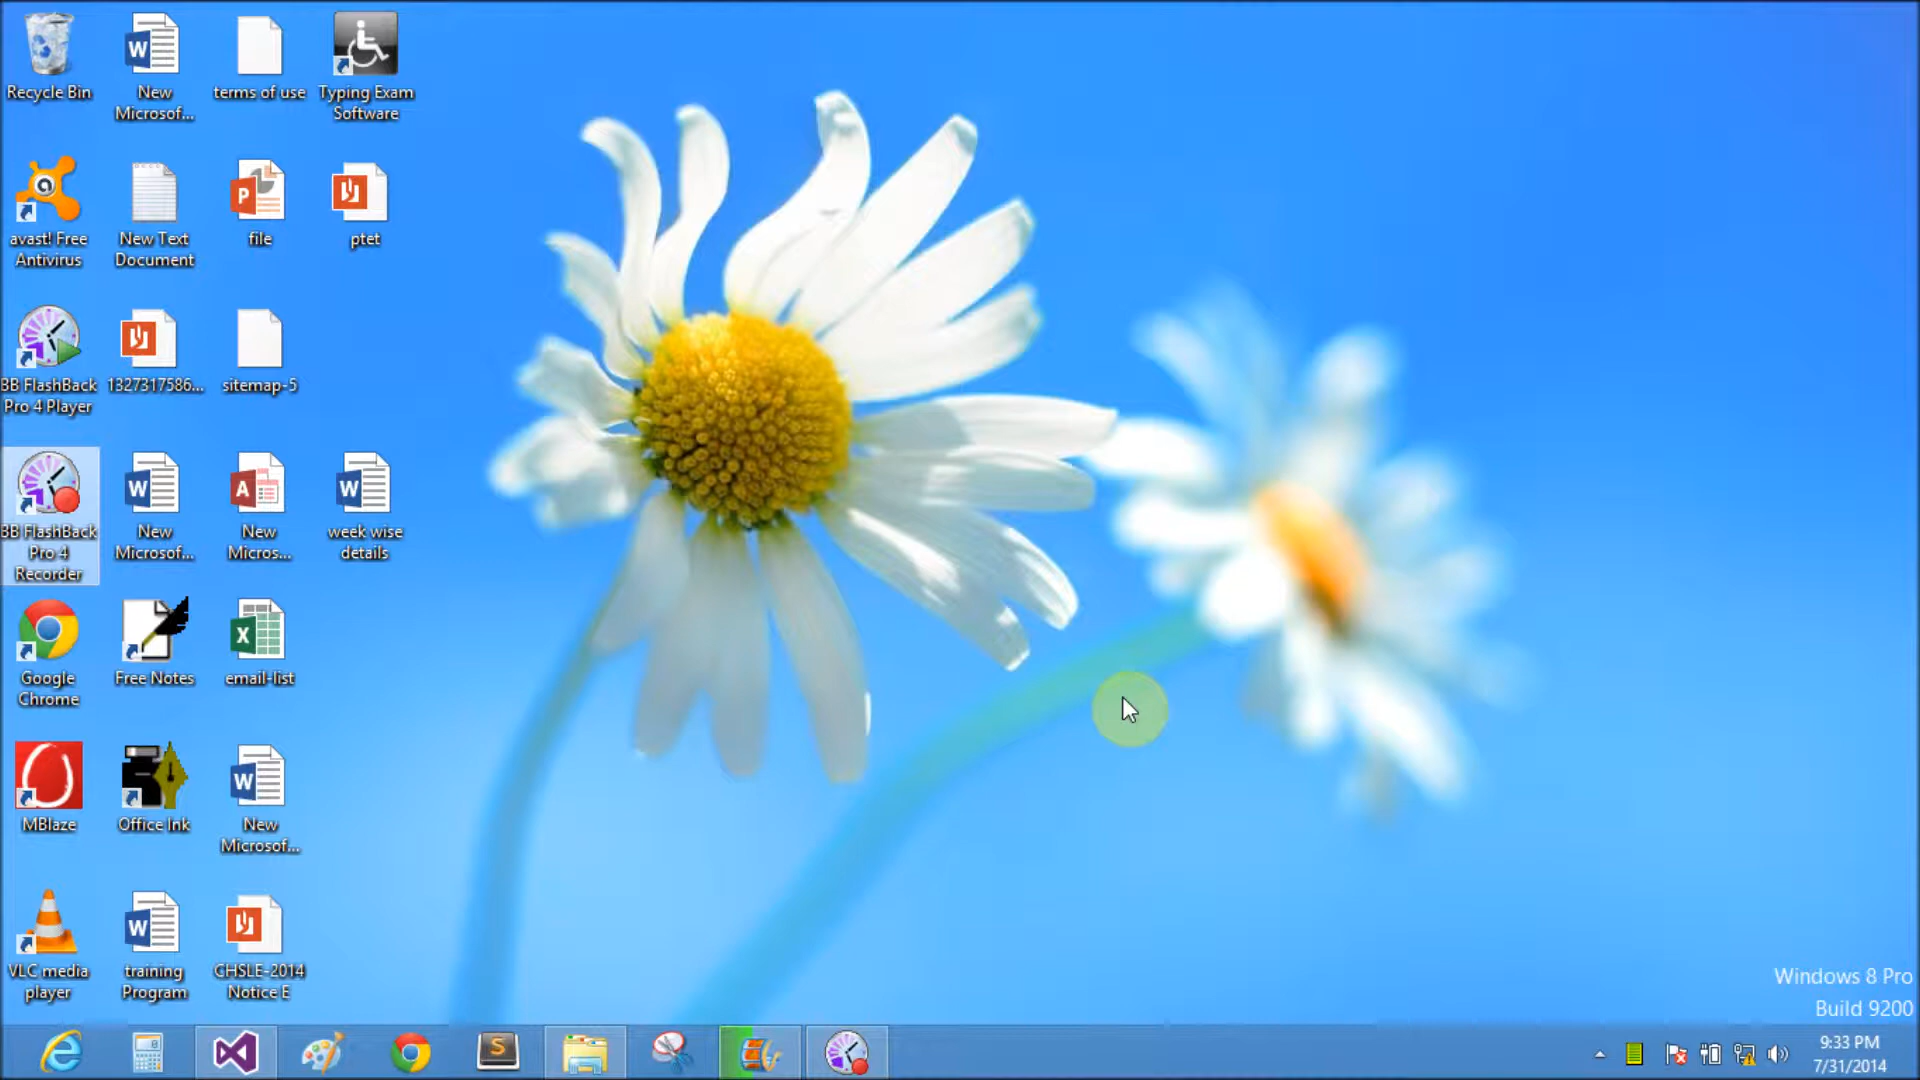 Recycle Bin
New
Microsof...
terms of use
Typing Exam
Software
avast! Free
Antivirus
New Text
Document
file
ptet
BB FlashBack
Pro 4 Player
1327317586...
sitemap-5
BB FlashBack
Pro 4
Recorder
New
Microsof...
New
Micros...
week wise
details
Google
Chrome
Free Notes
email-list
MBlaze
Office Ink
New
Microsof...
VLC media
player
training
Program
CHSLE-2014
Notice E
Windows 8 Pro
Build 9200
9:33 PM
7/31/2014